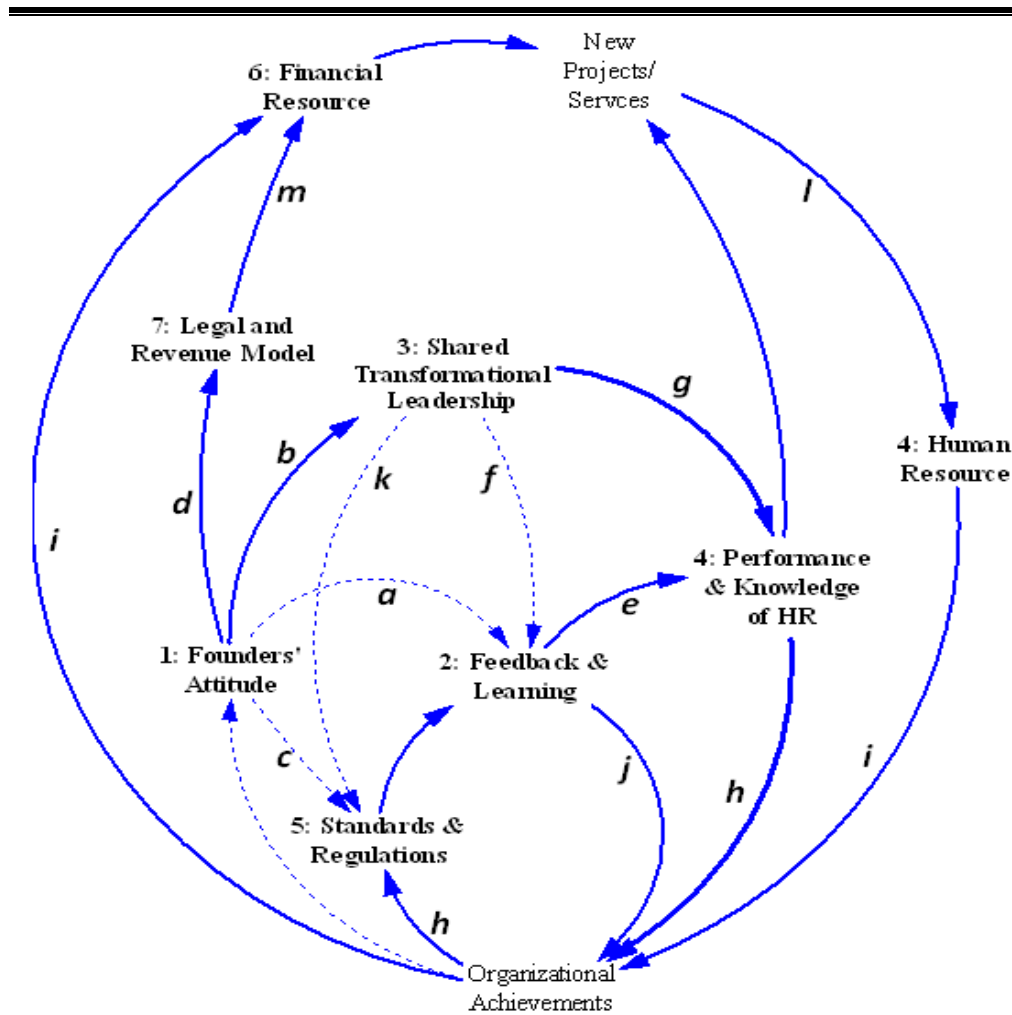 New
Projects/
Servces
6: Financial
Resource
m
l
7: Legal and
Revenue Model
3: Shared
Transformational
Leadership
g
b
k
f
4: Human
Resource
d
i
4: Performance
& Knowledge
of HR
a
e
1: Founders'
Attitude
2: Feedback &
Learning
c
j
i
h
5: Standards &
Regulations
h
Organizational
Achievements